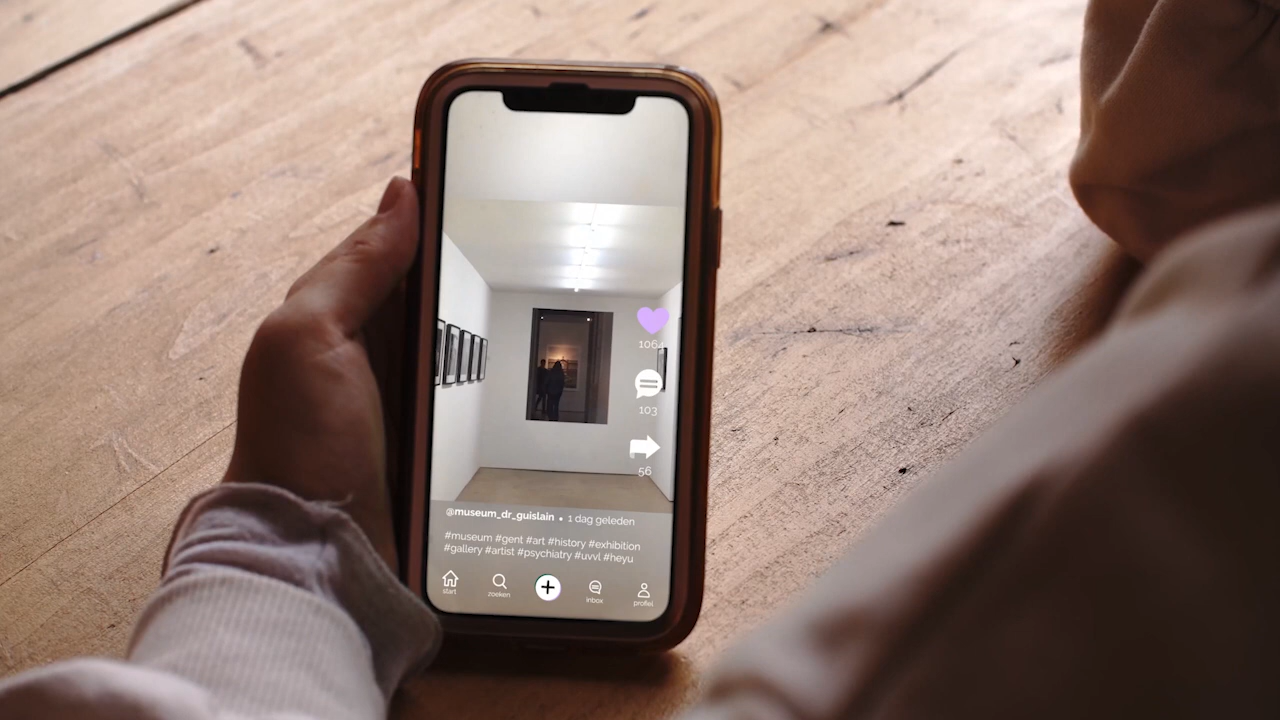 1064
103
56
@museum_dr_guislain • 1 dag geleden
#museum #gent #art #history #exhibition
#gallery #artist #psychiatry #uvvl #heyu
start zoeken inbox profiel